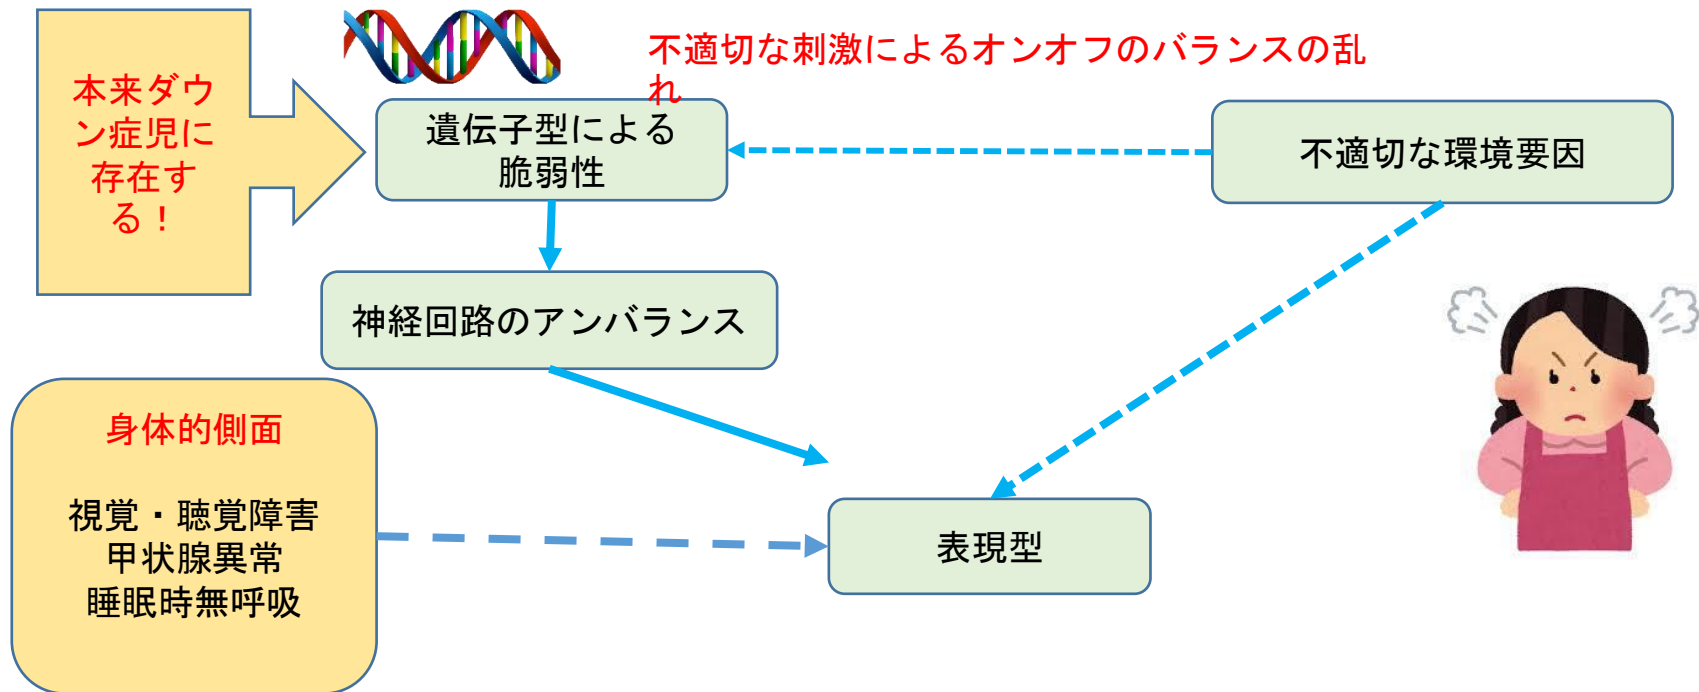 不適切な刺激によるオンオフのバランスの乱
れ
本来ダウ
ン症児に
存在す
る！
遺伝子型による
脆弱性
不適切な環境要因
神経回路のアンバランス
身体的側面
視覚・聴覚障害
甲状腺異常
睡眠時無呼吸
表現型